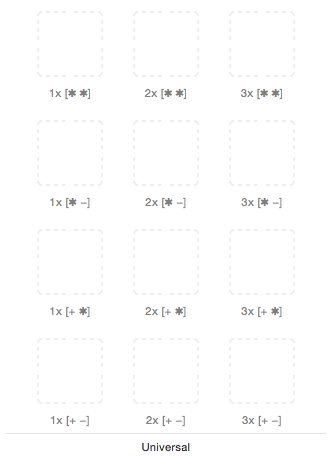 1x [✱ ✱] 2x [✱ ✱] 3x [✱ ✱]
1x [✱ –] 2x [✱ –] 3x [✱ –]
1x [+ ✱] 2x [+ ✱] 3x [+ ✱]
1x [+ –] 2x [+ –] 3x [+ –]
Universal